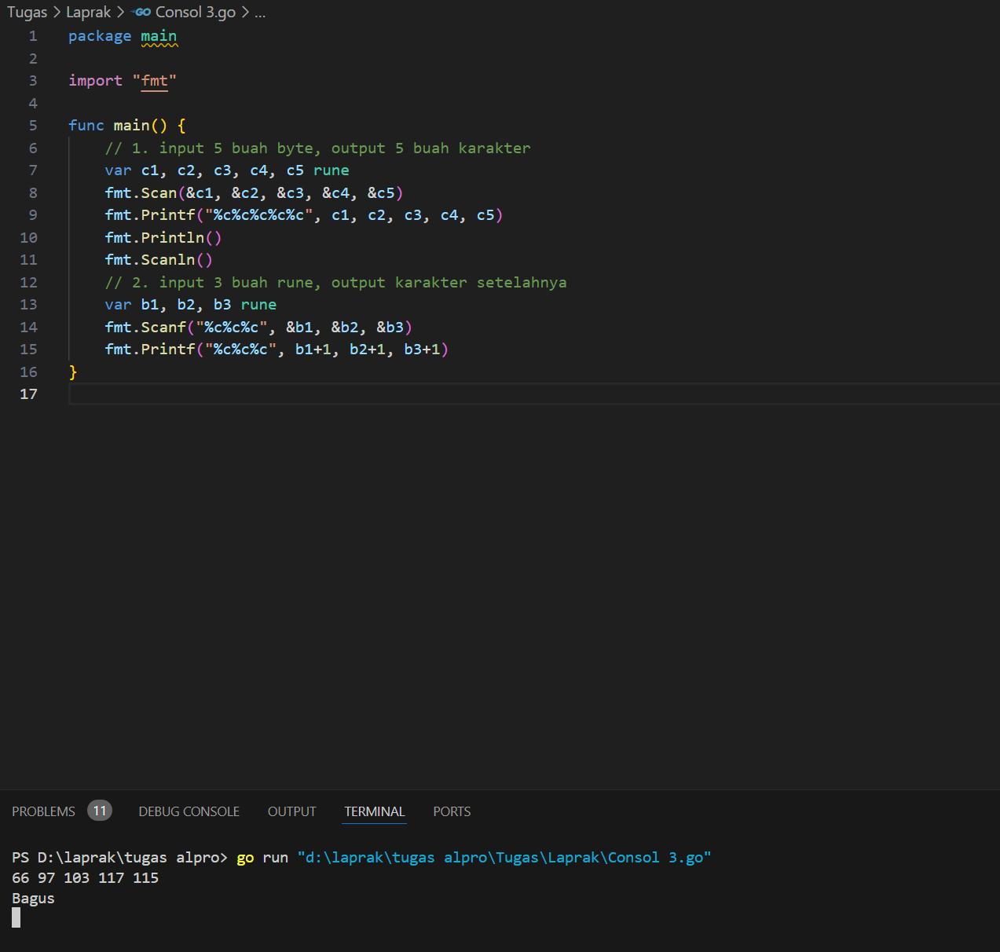 Tugas > Laprak > GO Consol 3.go > ...
1 package main
2
3 import "fmt"
4
5 func main() {
6 // 1. input 5 buah byte, output 5 buah karakter
7 var c1, c2, c3, c4, c5 rune
8 fmt.Scan(&c1, &c2, &c3, &c4, &c5)
9 fmt.Printf("%c%c%c%c%c", c1, c2, c3, c4, c5)
10 fmt.Println()
11 fmt.Scanln()
12 // 2. input 3 buah rune, output karakter setelahnya
13 var b1, b2, b3 rune
14 fmt.Scanf("%c%c%c", &b1, &b2, &b3)
15 fmt.Printf("%c%c%c", b1+1, b2+1, b3+1)
16 }
17
PROBLEMS 11 DEBUG CONSOLE OUTPUT TERMINAL PORTS
PS D:\laprak\tugas alpro> go run "d:\laprak\tugas alpro\Tugas\Laprak\Consol 3.go"
66 97 103 117 115
Bagus